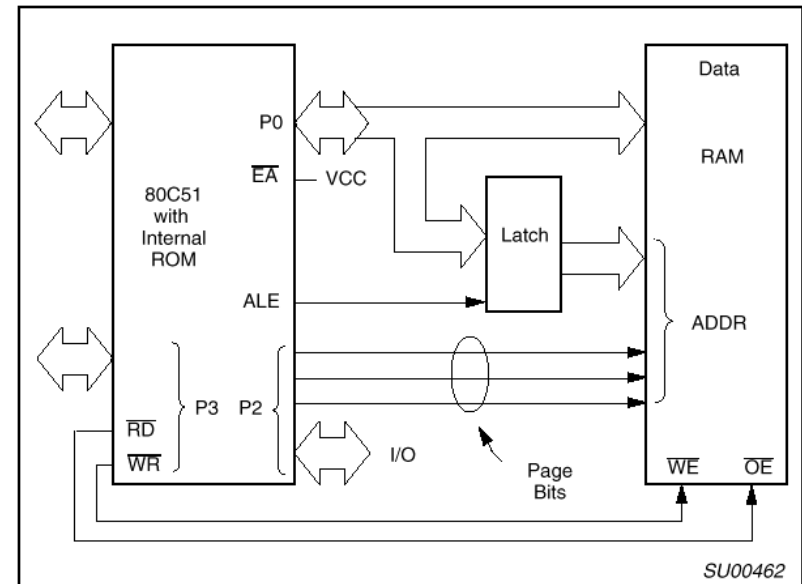 Data
RAM
P0
EA
VCC
80C51
with
Internal
ROM
Latch
ALE
ADDR
P3
P2
RD
WR
I/O
Page
Bits
WE
OE
SU00462